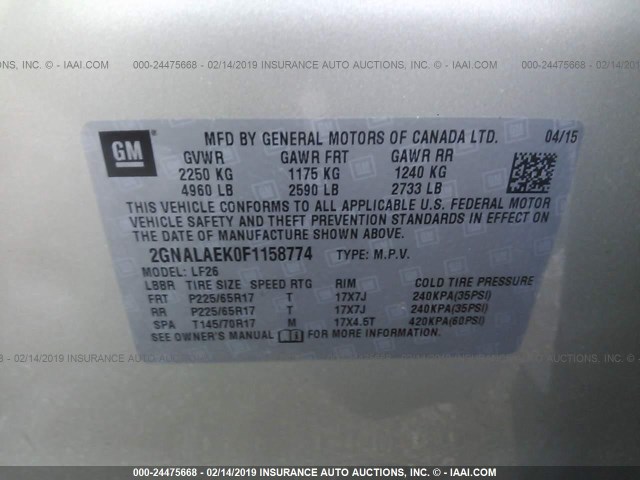 000-24475668 - 02/14/2019 INSURANCE AUTO AUCTIONS, INC. © - IAAI.COM
GM
MFD BY GENERAL MOTORS OF CANADA LTD. 04/15
GVWR GAWR FRT GAWR RR
2250 KG 1175 KG 1240 KG
4960 LB 2590 LB 2733 LB
THIS VEHICLE CONFORMS TO ALL APPLICABLE U.S. FEDERAL MOTOR
VEHICLE SAFETY AND THEFT PREVENTION STANDARDS IN EFFECT ON
THE DATE OF MANUFACTURE SHOWN ABOVE.
2GNALAEK0F1158774 TYPE: M.P.V.
MODEL: LF26
LBBR TIRE SIZE SPEED RTG RIM COLD TIRE PRESSURE
FRT P225/65R17 T 17X7J 240KPA(35PSI)
RR P225/65R17 T 17X7J 240KPA(35PSI)
SPA T145/70R17 M 17X4.5T 420KPA(60PSI)
SEE OWNER'S MANUAL FOR MORE INFORMATION.
000-24475668 - 02/14/2019 INSURANCE AUTO AUCTIONS, INC. © - IAAI.COM
000-24475668 - 02/14/2019 INSURANCE AUTO AUCTIONS, INC. © - IAAI.COM